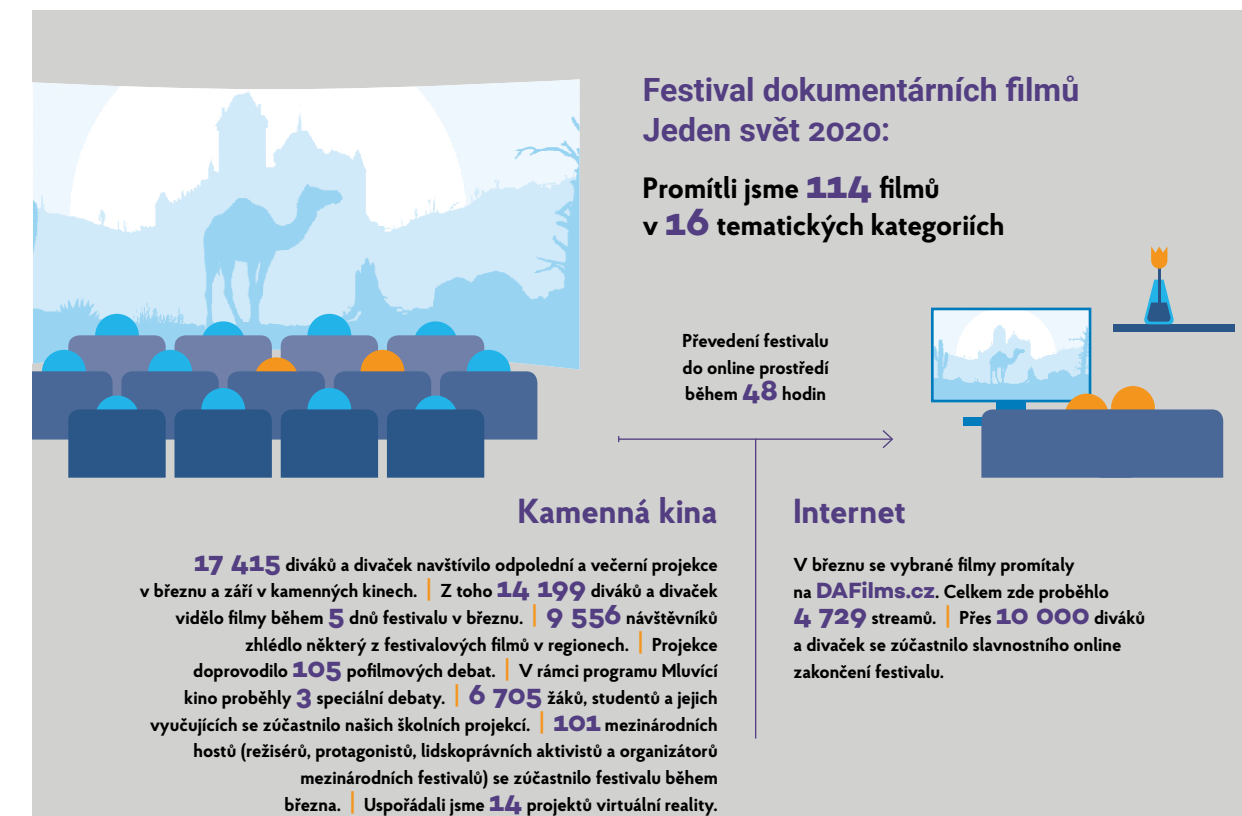 Festival dokumentárních filmů
Jeden svět 2020:
Promítli jsme 114 filmů
v 16 tematických kategoriích
Převedení festivalu
do online prostředí
během 48 hodin
Kamenná kina
17 415 diváků a divaček navštívilo odpolední a večerní projekce
v březnu a září v kamenných kinech. | Z toho 14 199 diváků a divaček
vidělo filmy během 5 dnů festivalu v březnu. | 9 556 návštěvníků
zhlédlo některý z festivalových filmů v regionech. | Projekce
doprovodilo 105 pofilmových debat. | V rámci programu Mluvící
kino proběhly 3 speciální debaty. | 6 705 žáků, studentů a jejich
vyučujících se zúčastnilo našich školních projekcí. | 101 mezinárodních
hostů (režisérů, protagonistů, lidskoprávních aktivistů a organizátorů
mezinárodních festivalů) se zúčastnilo festivalu během
března. | Uspořádali jsme 14 projektů virtuální reality.
Internet
V březnu se vybrané filmy promítaly
na DAFilms.cz. Celkem zde proběhlo
4 729 streamů. | Přes 10 000 diváků
a divaček se zúčastnilo slavnostního online
zakončení festivalu.